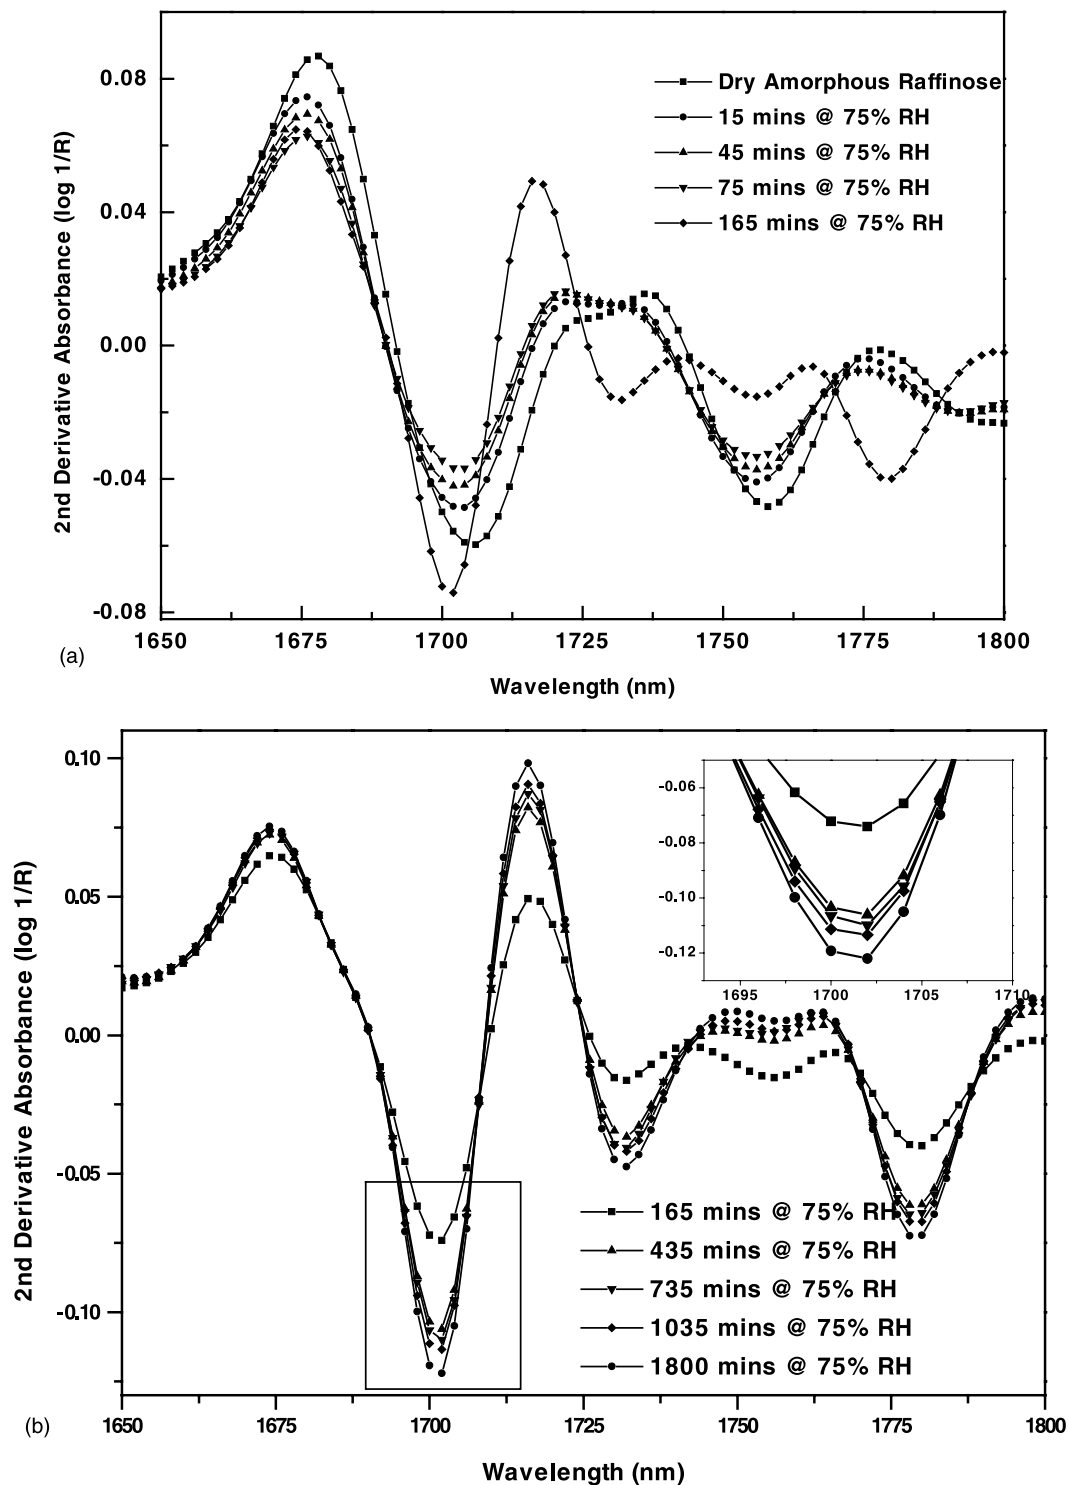 0.08
0.04
0.00
-0.04
-0.08
2nd Derivative Absorbance (log 1/R)
Dry Amorphous Raffinose
15 mins @ 75% RH
45 mins @ 75% RH
75 mins @ 75% RH
165 mins @ 75% RH
1650 1675 1700 1725 1750 1775 1800
(a)
Wavelength (nm)
0.10
0.05
0.00
-0.05
-0.10
2nd Derivative Absorbance (log 1/R)
-0.06
-0.08
-0.10
-0.12
1695 1700 1705 1710
165 mins @ 75% RH
435 mins @ 75% RH
735 mins @ 75% RH
1035 mins @ 75% RH
1800 mins @ 75% RH
1650 1675 1700 1725 1750 1775 1800
(b)
Wavelength (nm)